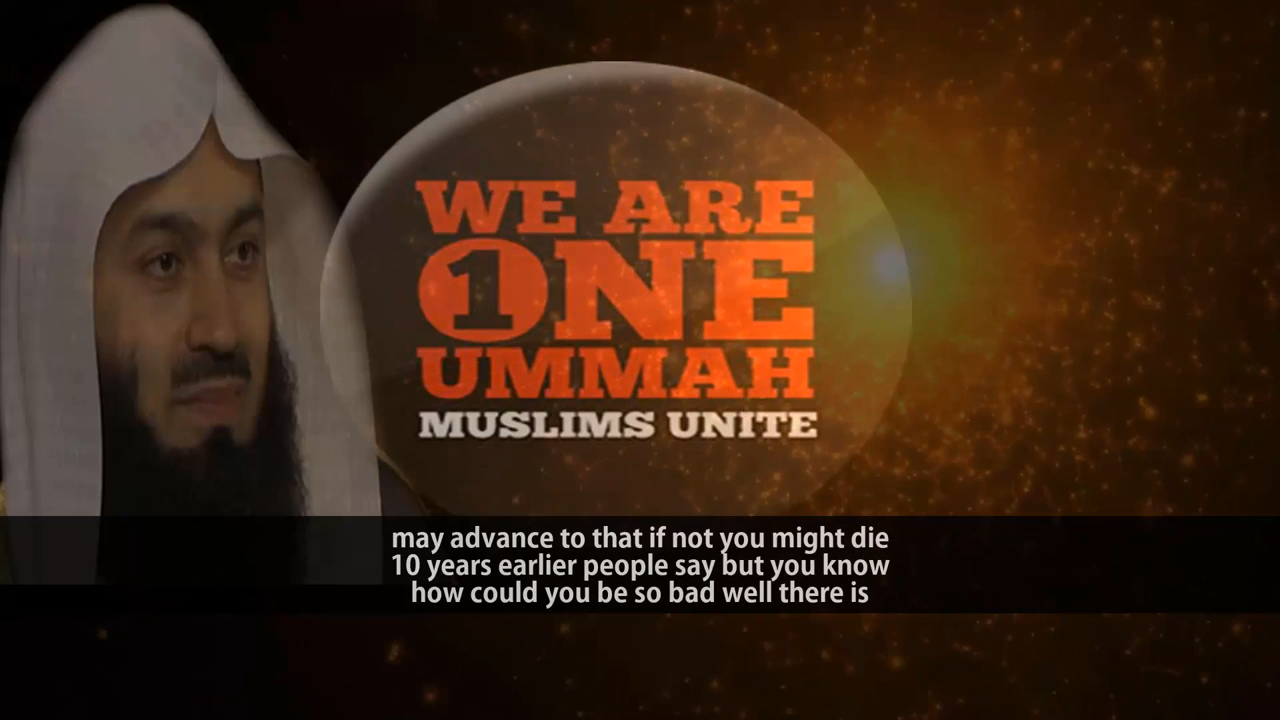 WE ARE
ONE
1
UMMAH
MUSLIMS UNITE
may advance to that if not you might die
10 years earlier people say but you know
how could you be so bad well there is